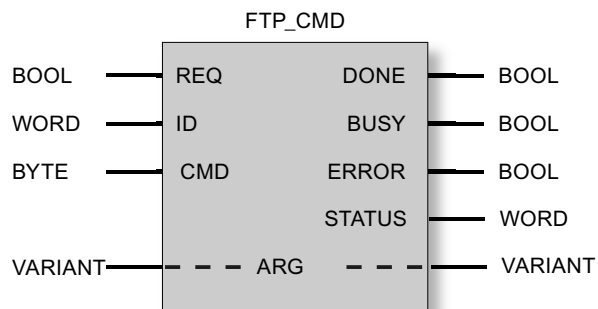 FTP_CMD
BOOL REQ DONE BOOL
WORD ID BUSY BOOL
BYTE CMD ERROR BOOL
STATUS WORD
VARIANT ARG VARIANT